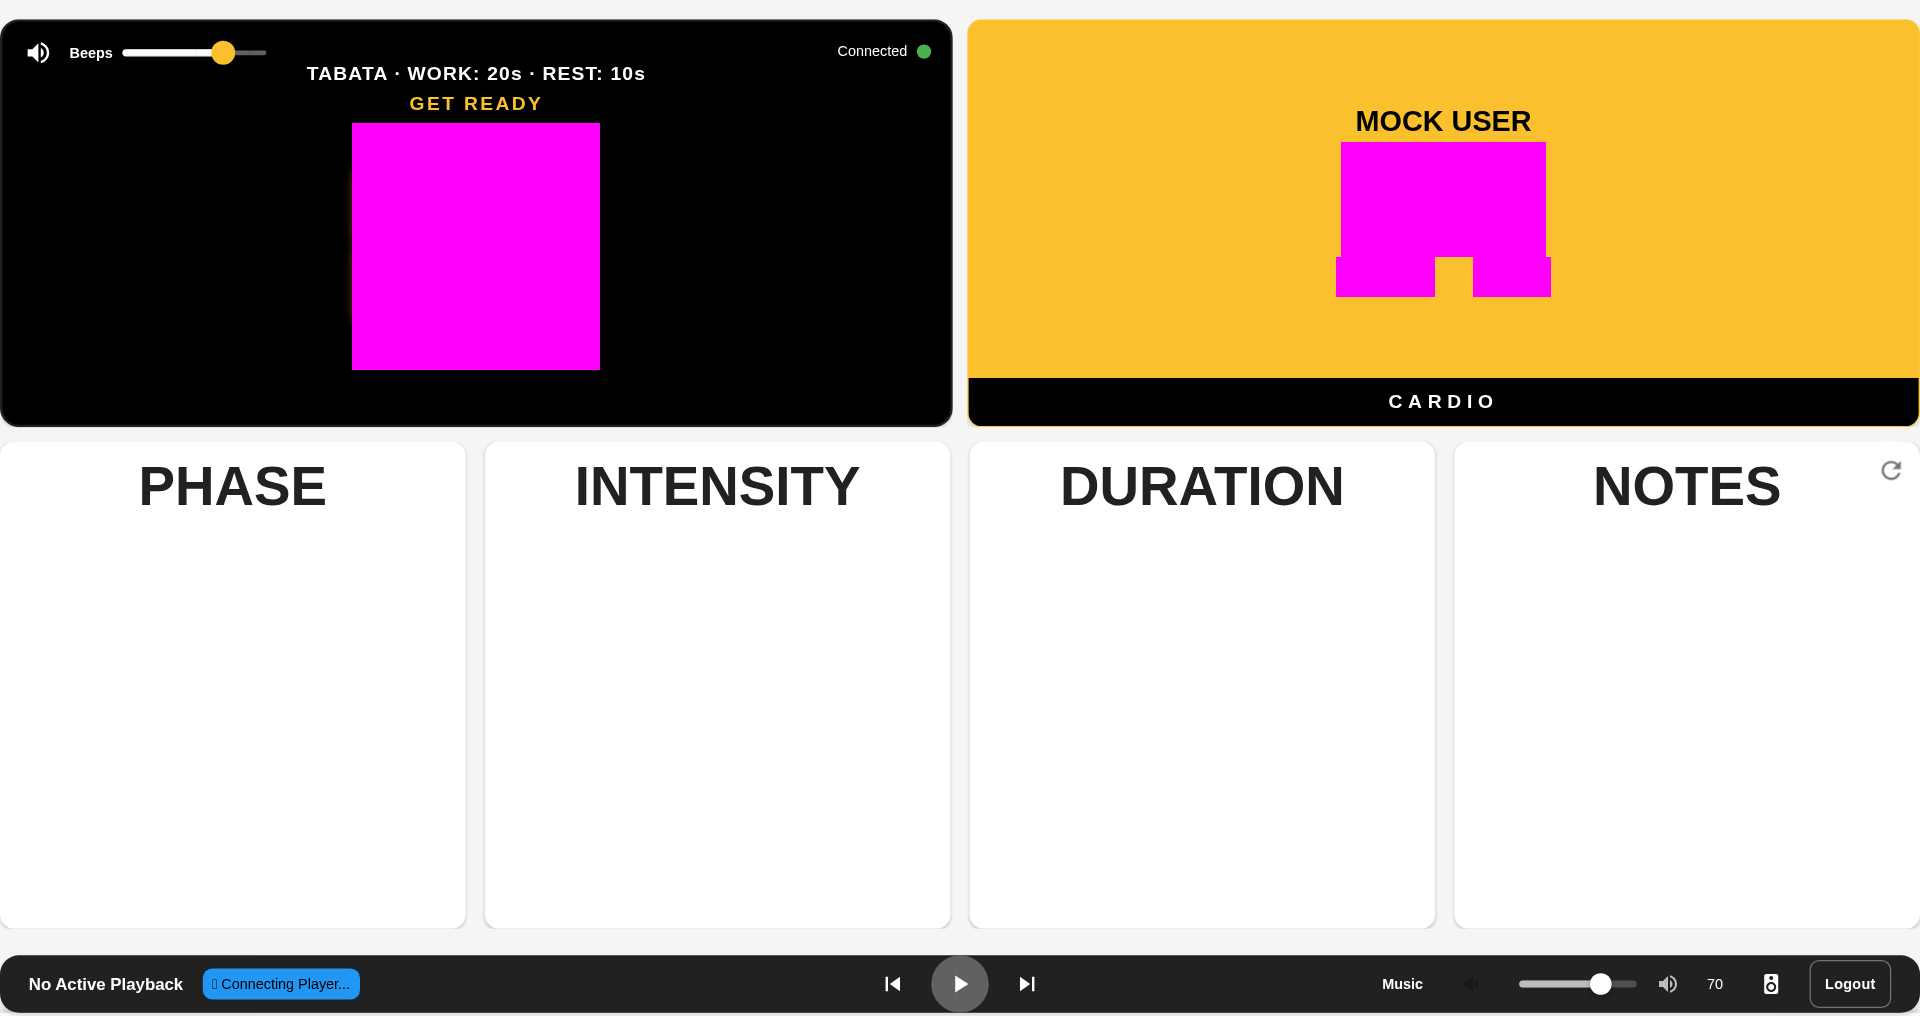 Beeps
Connected
TABATA · WORK: 20s · REST: 10s
GET READY
MOCK USER
CARDIO
PHASE
INTENSITY
DURATION
NOTES
No Active Playback
Connecting Player...
Music
70
Logout